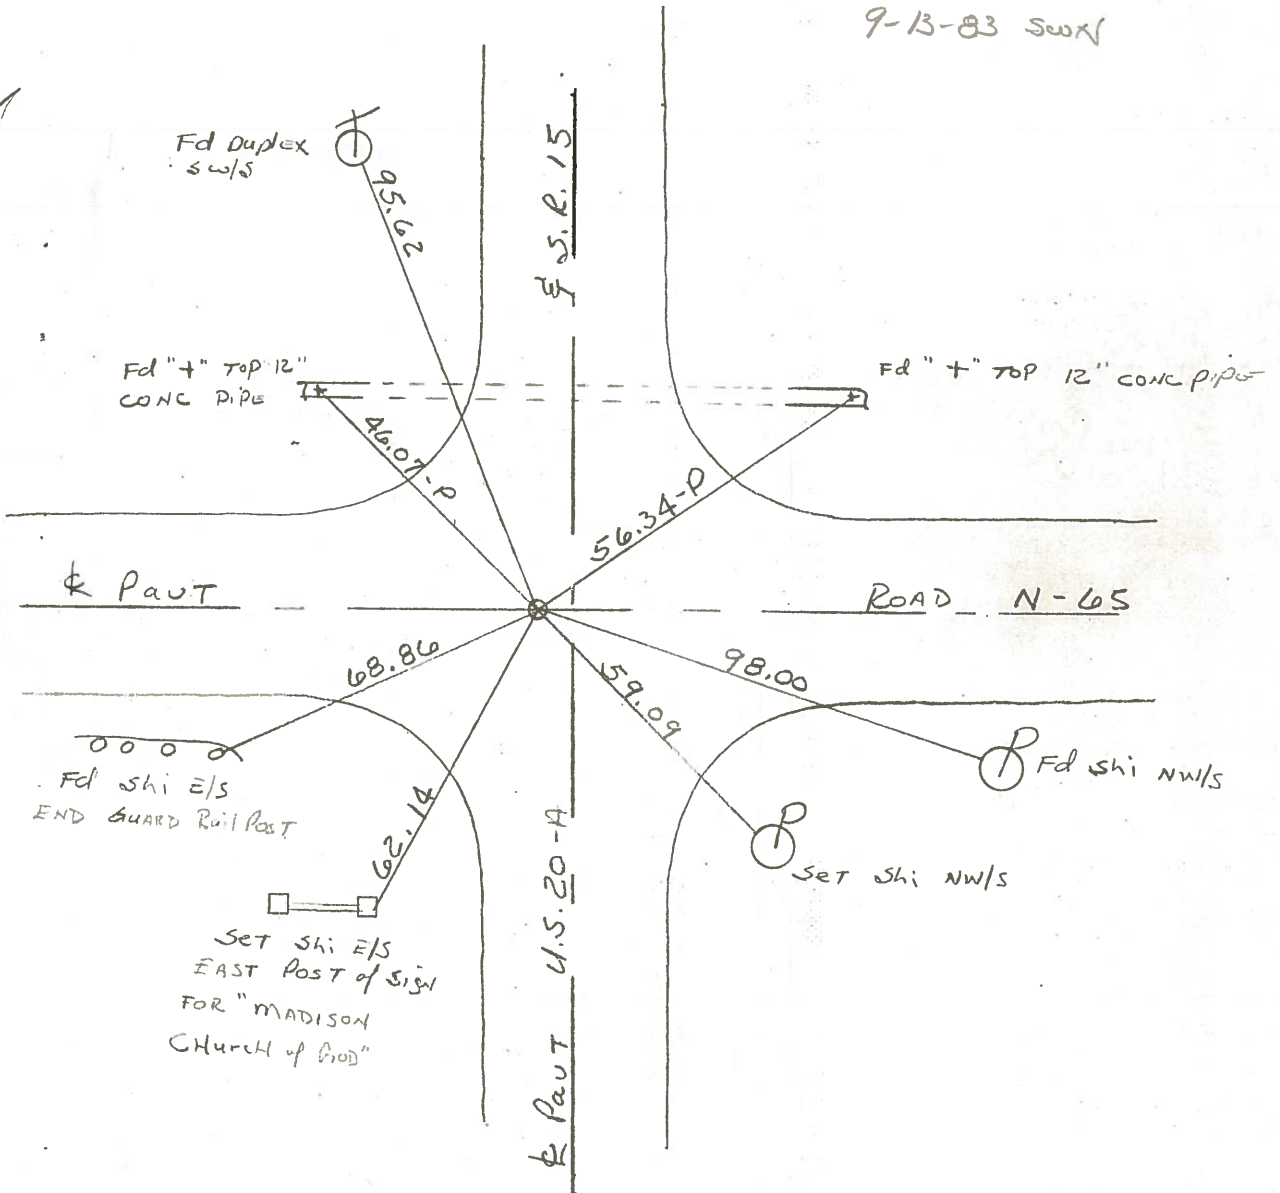 9-13-83 SWN
Fd Duplex
SW/S
95.62
℄ S.R. 15
Fd "+" TOP 12"
CONC PIPE
Fd "+" TOP 12" CONC PIPE
46.07-P
56.34-P
℄ PAVT
ROAD N-65
68.86
59.09
98.00
Fd Shi E/S
END GUARD Rail POST
62.14
Fd Shi NW/S
SET Shi NW/S
SET Shi E/S
EAST POST of SIGN
FOR "MADISON
CHURCH of GOD"
℄ PAVT U.S. 20-A